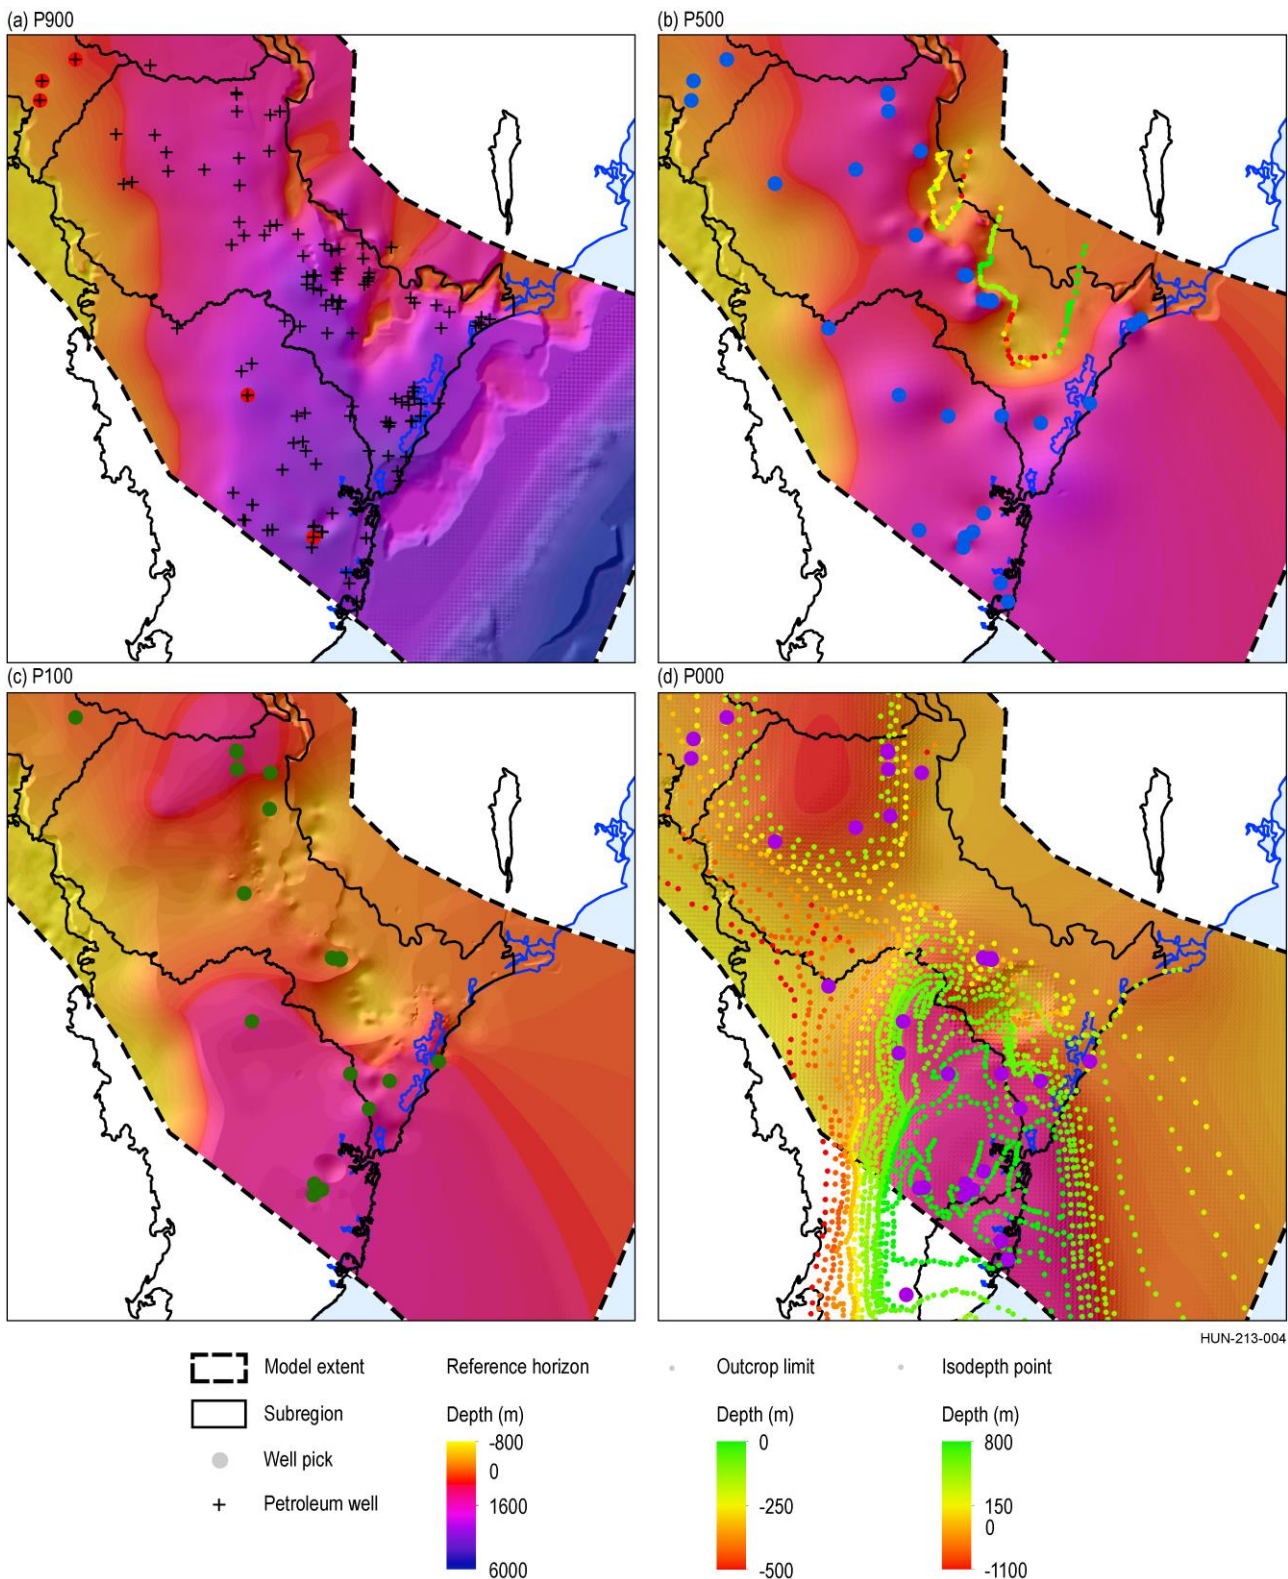 (a) P900
(b) P500
(c) P100
(d) P000
HUN-213-004
Model extent
Reference horizon
Outcrop limit
Isodepth point
Subregion
Depth (m)
Depth (m)
Depth (m)
-800
0
800
Well pick
0
1600
-250
150
0
Petroleum well
6000
-500
-1100